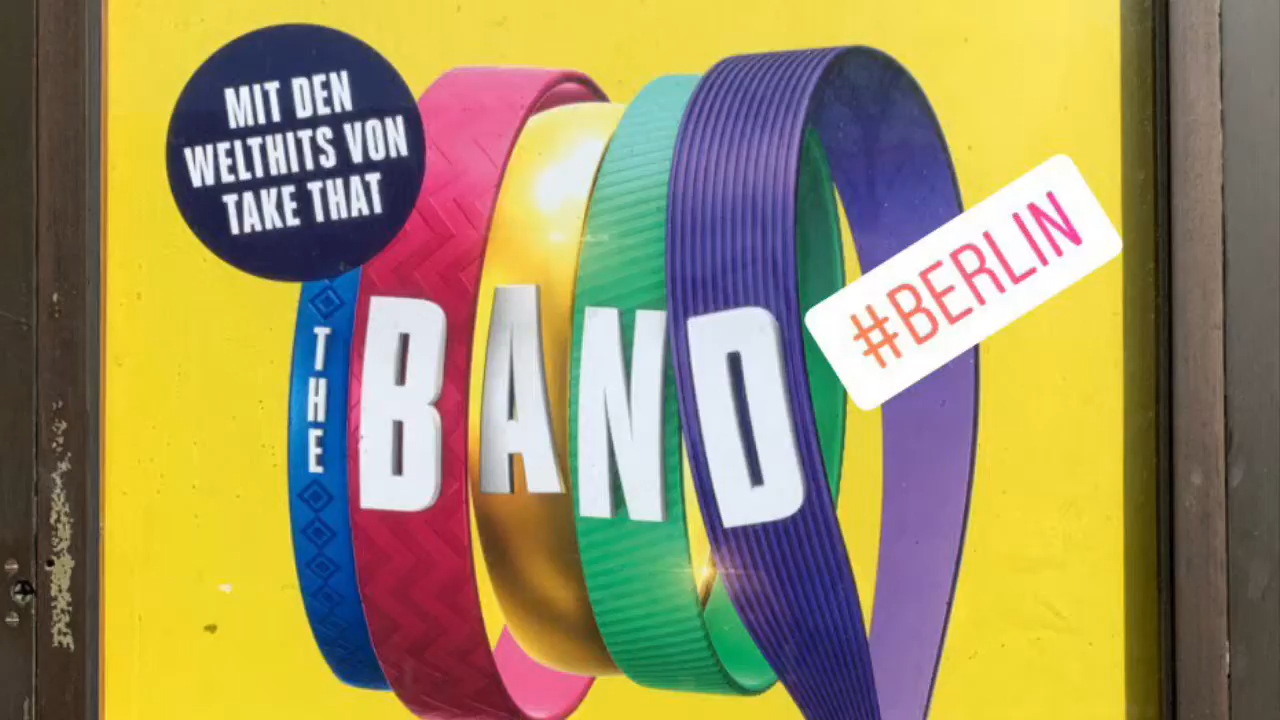 MIT DEN
WELTHITS VON
TAKE THAT
THE
BAND
#BERLIN